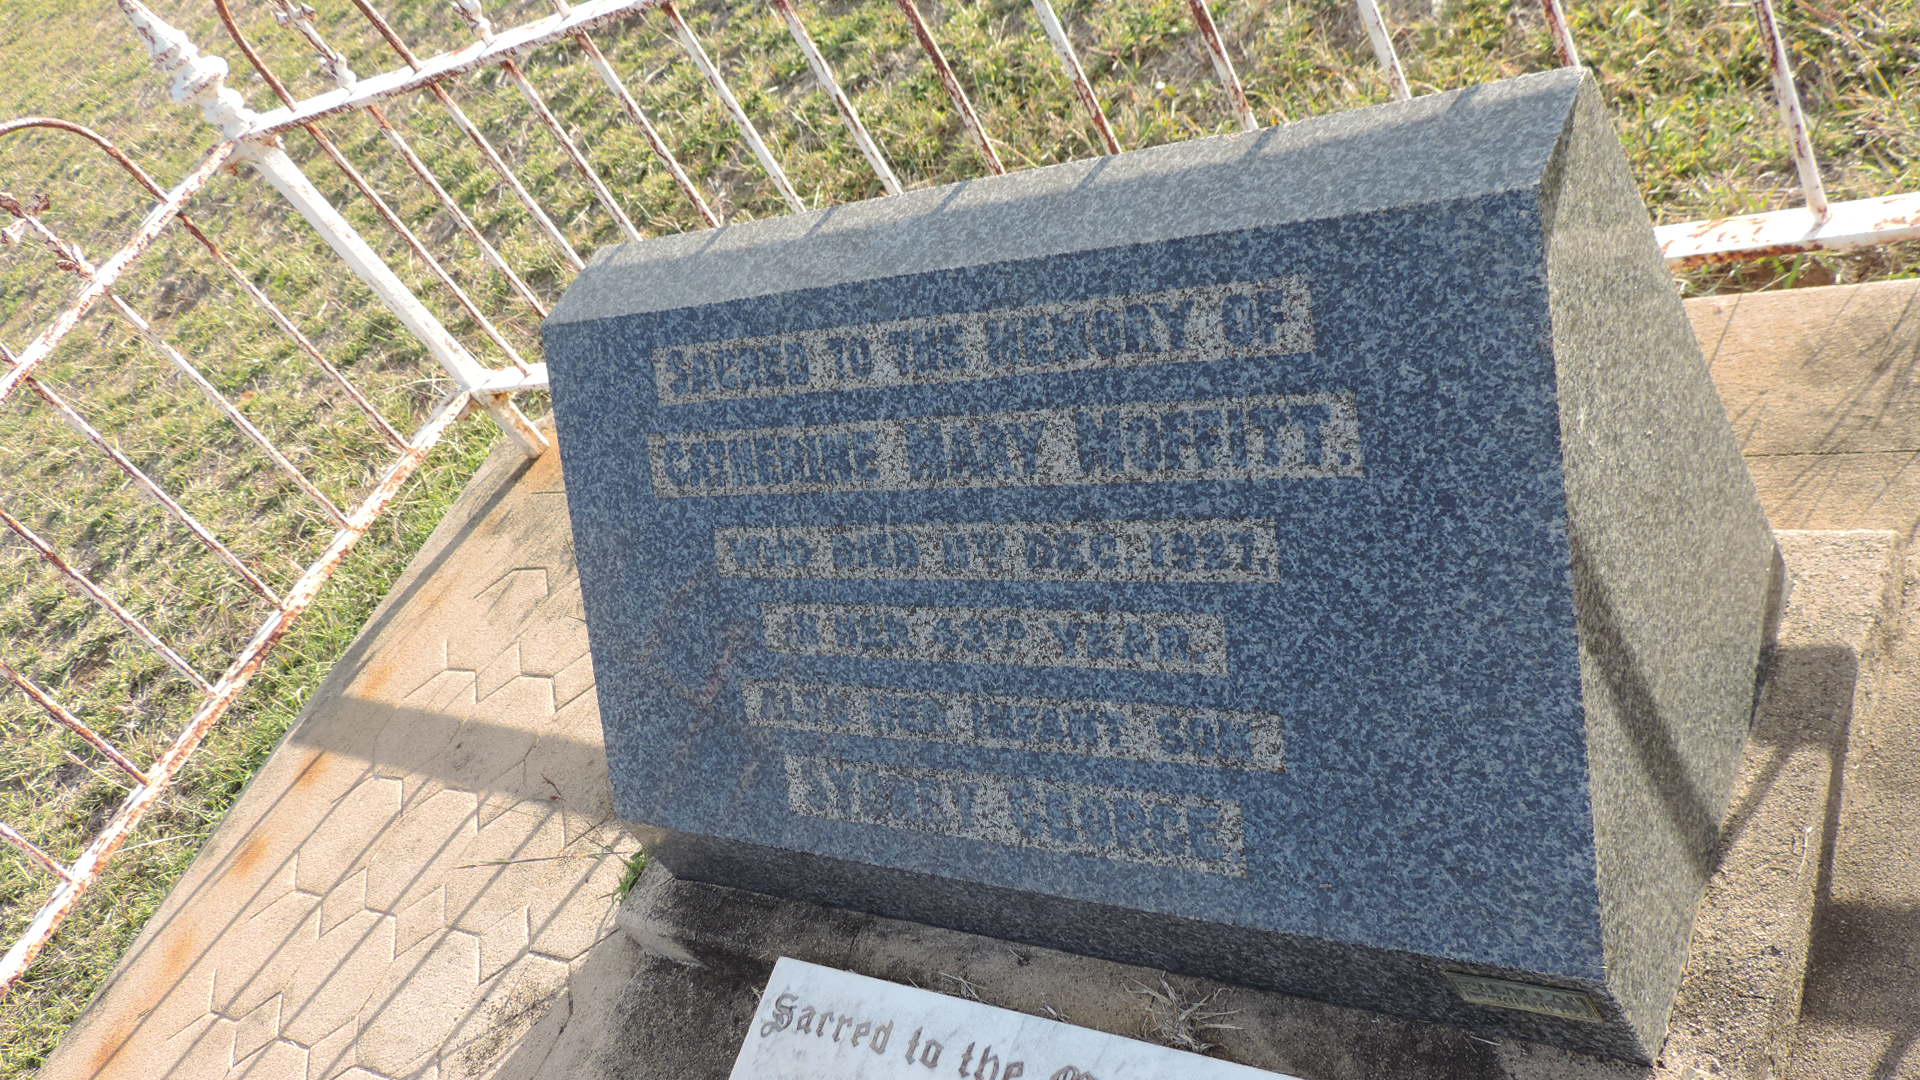 SACRED TO THE MEMORY OF
CATHERINE MARY MOFFITT.
WHO DIED DEC. 1927,
IN HER 43RD YEAR.
ALSO HER INFANT SON
GEORGE.
Sacred to the